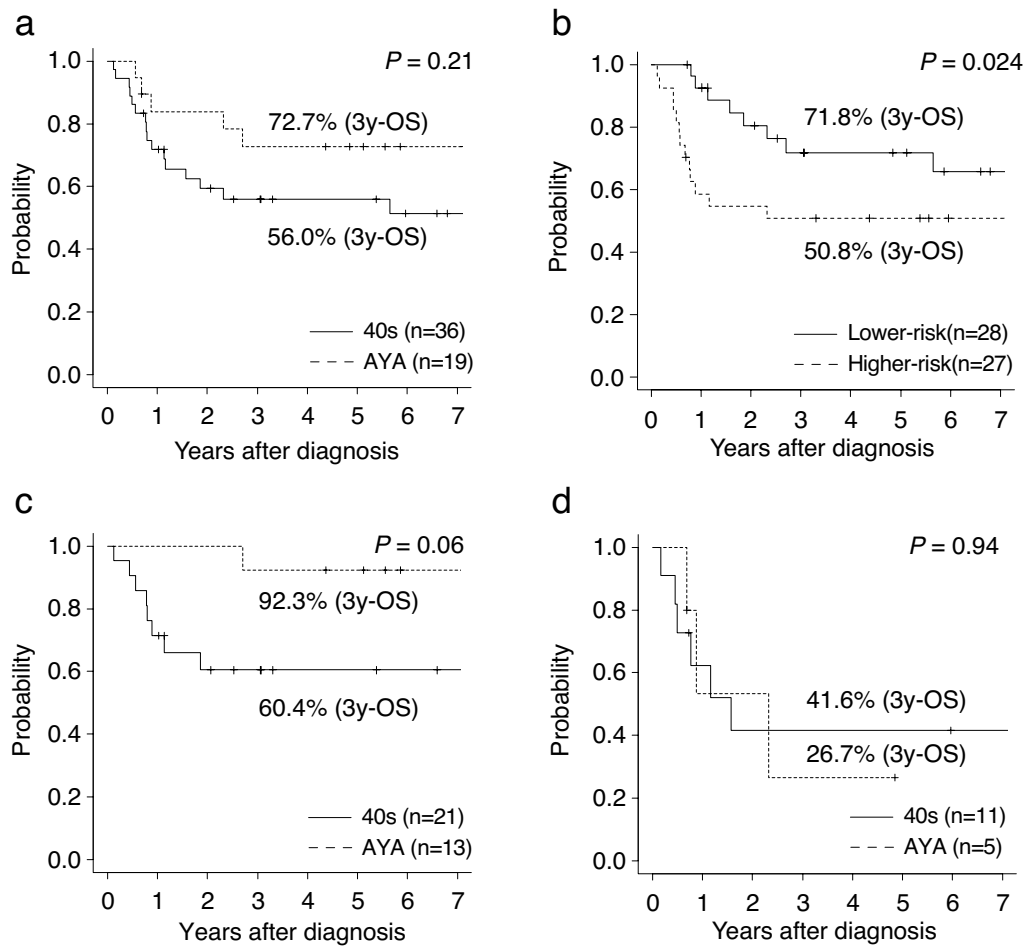 a
P = 0.21
72.7% (3y-OS)
56.0% (3y-OS)
40s (n=36)
AYA (n=19)
1.0
0.8
0.6
0.4
0.2
0.0
Probability
0 1 2 3 4 5 6 7
Years after diagnosis
b
P = 0.024
71.8% (3y-OS)
50.8% (3y-OS)
Lower-risk(n=28)
Higher-risk(n=27)
1.0
0.8
0.6
0.4
0.2
0.0
Probability
0 1 2 3 4 5 6 7
Years after diagnosis
c
P = 0.06
92.3% (3y-OS)
60.4% (3y-OS)
40s (n=21)
AYA (n=13)
1.0
0.8
0.6
0.4
0.2
0.0
Probability
0 1 2 3 4 5 6 7
Years after diagnosis
d
P = 0.94
41.6% (3y-OS)
26.7% (3y-OS)
40s (n=11)
AYA (n=5)
1.0
0.8
0.6
0.4
0.2
0.0
Probability
0 1 2 3 4 5 6 7
Years after diagnosis